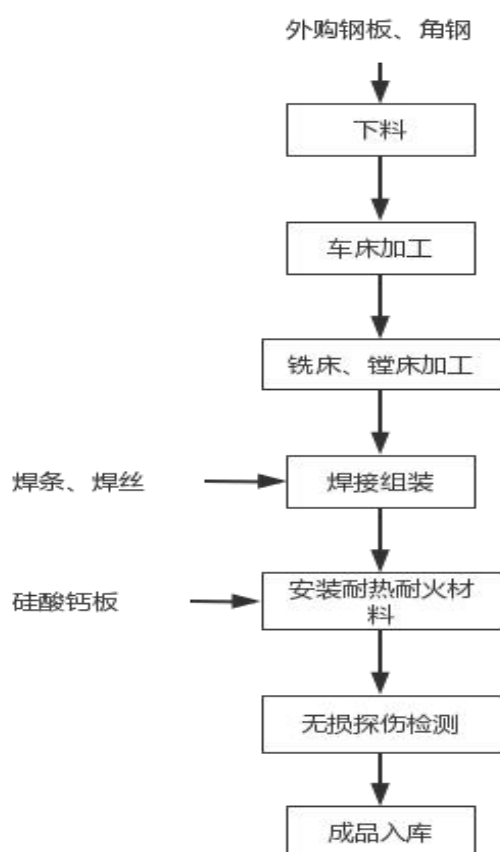 外购钢板、角钢
下料
车床加工
铣床、镗床加工
焊条、焊丝
焊接组装
硅酸钙板
安装耐热耐火材
料
无损探伤检测
成品入库